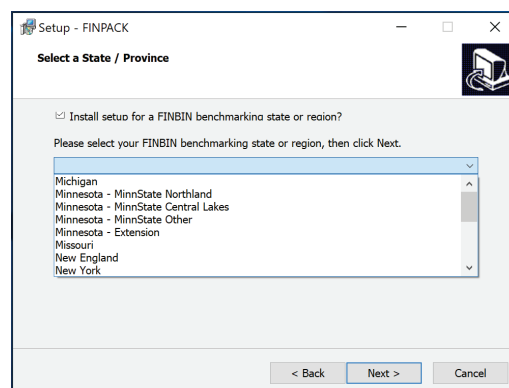 Setup - FINPACK
Select a State / Province
Install setup for a FINBIN benchmarking state or region?
Please select your FINBIN benchmarking state or region, then click Next.
Michigan
Minnesota - MinnState Northland
Minnesota - MinnState Central Lakes
Minnesota - MinnState Other
Minnesota - Extension
Missouri
New England
New York
< Back Next > Cancel